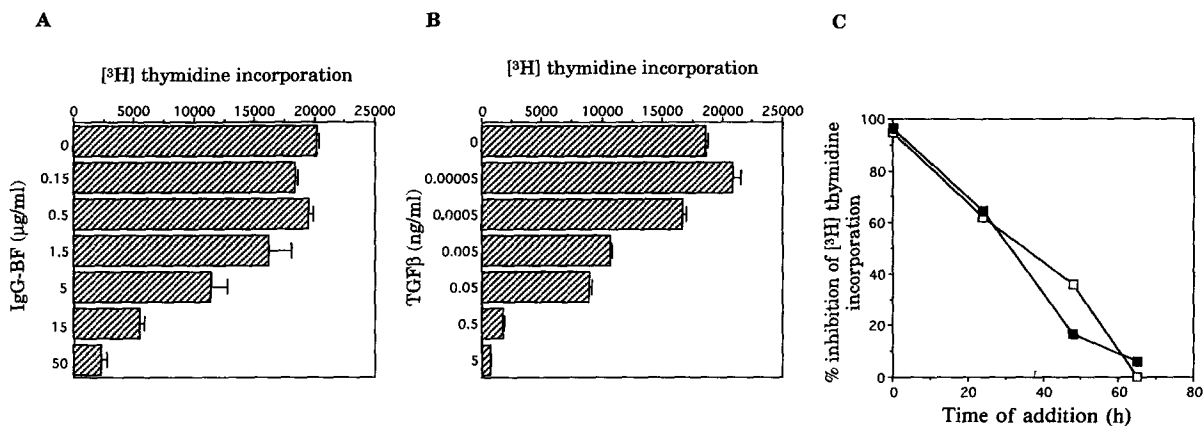 A
[³H] thymidine incorporation
0 5000 10000 15000 20000 25000
IgG-BF (µg/ml)
0
0.15
0.5
1.5
5
15
50
B
[³H] thymidine incorporation
0 5000 10000 15000 20000 25000
TGFβ (ng/ml)
0
0.00005
0.0005
0.005
0.05
0.5
5
C
% inhibition of [³H] thymidine
incorporation
100
80
60
40
20
0
0 20 40 60 80
Time of addition (h)